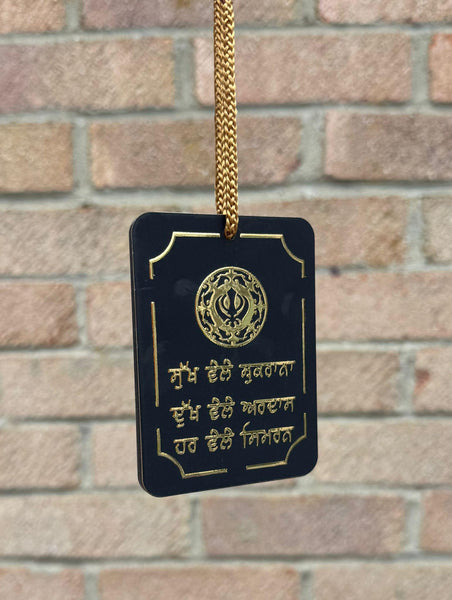 ਸੁੱਖ ਵੇਲੇ ਸ਼ੁਕਰਾਨਾ
ਦੁੱਖ ਵੇਲੇ ਅਰਦਾਸ
ਹਰ ਵੇਲੇ ਸਿਮਰਨ